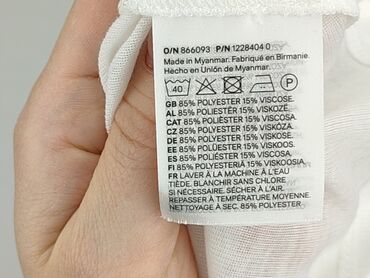 O/N 866093 P/N 1228404 0
Made in Myanmar. Fabriqué en Birmanie.
Hecho en Unión de Myanmar.
40 P
GB 85% POLYESTER 15% VISCOSE.
AL 85% POLIESTËR 15% VISKOZË.
CAT 85% POLIÈSTER 15% VISCOSA.
CZ 85% POLYESTER 15% VISKÓZA.
DE 85% POLYESTER 15% VISKOSE.
EE 85% POLÜESTER 15% VISKOOS.
ES 85% POLIÉSTER 15% VISCOSA.
FI 85% POLYESTERIÄ 15% VISKOOSIA.
FR LAVER À LA MACHINE À L'EAU
TIÈDE. BLANCHIR SANS CHLORE
SI NÉCESSAIRE. SÉCHER À L'AIR.
REPASSER À TEMPÉRATURE MOYENNE.
NETTOYAGE À SEC. 85% POLYESTER